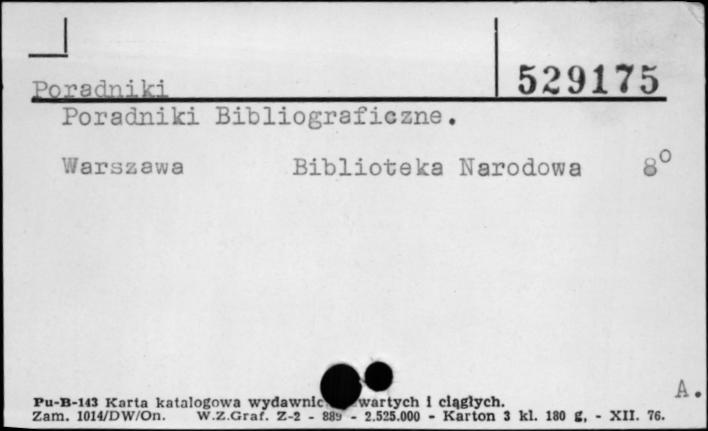 529175
Poradniki
Poradniki Bibliograficzne.
Warszawa Biblioteka Narodowa 8°
A.
Pu-B-143 Karta katalogowa wydawnic wartych i ciągłych.
Zam. 1014/DW/On. W.Z.Graf. Z-2 - 889 - 2.525.000 - Karton 3 kl. 180 g, - XII. 76.